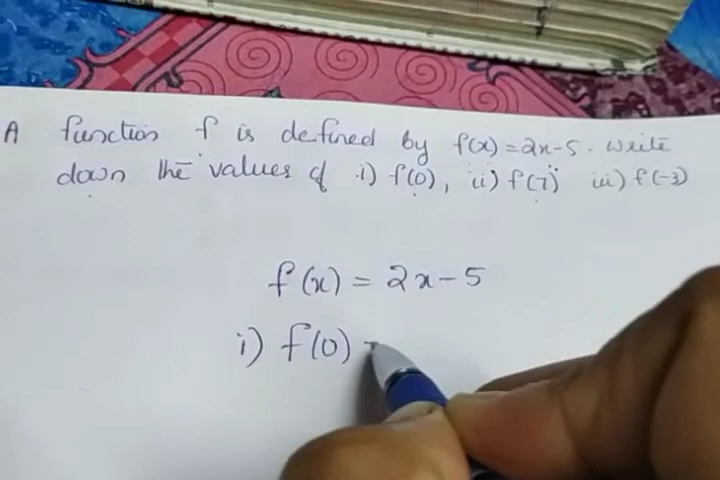 A function f is defined by f(x) = 2x-5. Write
down the values of i) f(0), ii) f(7) iii) f(-3)
f(x) = 2x-5
i) f(0) -